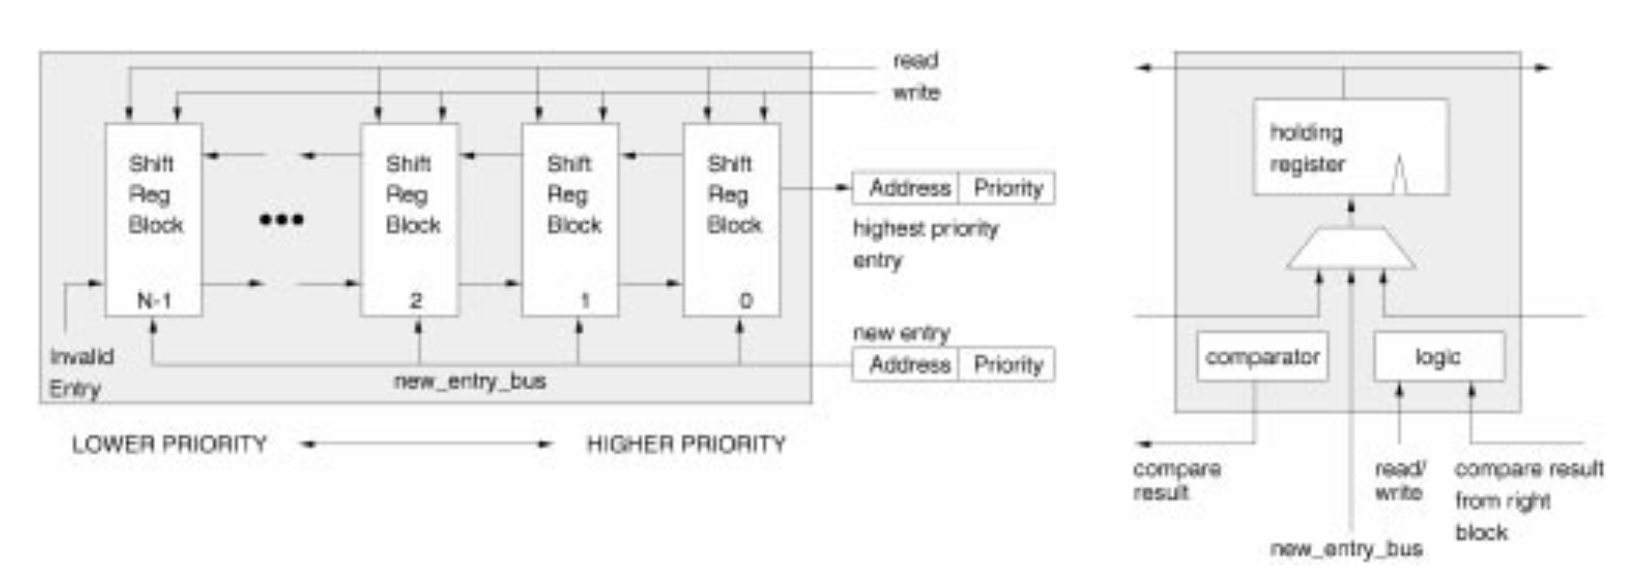 read
write
Shift
Reg
Block
N-1
Shift
Reg
Block
2
Shift
Reg
Block
1
Shift
Reg
Block
0
Address Priority
highest priority
entry
new entry
Address Priority
Invalid
Entry
new_entry_bus
LOWER PRIORITY HIGHER PRIORITY
holding
register
comparator
logic
compare
result
read/
write
compare result
from right
block
new_entry_bus